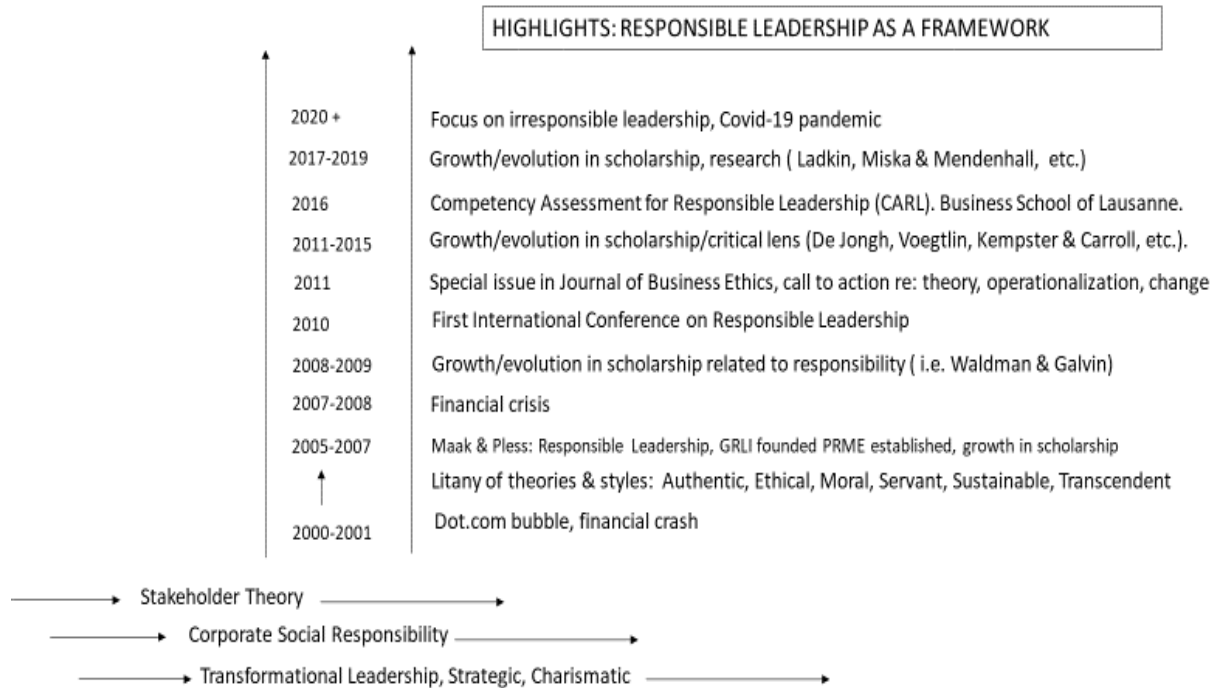 HIGHLIGHTS: RESPONSIBLE LEADERSHIP AS A FRAMEWORK
2020 + Focus on irresponsible leadership, Covid-19 pandemic
2017-2019 Growth/evolution in scholarship, research ( Ladkin, Miska & Mendenhall, etc.)
2016 Competency Assessment for Responsible Leadership (CARL). Business School of Lausanne.
2011-2015 Growth/evolution in scholarship/critical lens (De Jongh, Voegtlin, Kempster & Carroll, etc.).
2011 Special issue in Journal of Business Ethics, call to action re: theory, operationalization, change
2010 First International Conference on Responsible Leadership
2008-2009 Growth/evolution in scholarship related to responsibility ( i.e. Waldman & Galvin)
2007-2008 Financial crisis
2005-2007 Maak & Pless: Responsible Leadership, GRLI founded PRME established, growth in scholarship
Litany of theories & styles: Authentic, Ethical, Moral, Servant, Sustainable, Transcendent
2000-2001 Dot.com bubble, financial crash
Stakeholder Theory
Corporate Social Responsibility
Transformational Leadership, Strategic, Charismatic